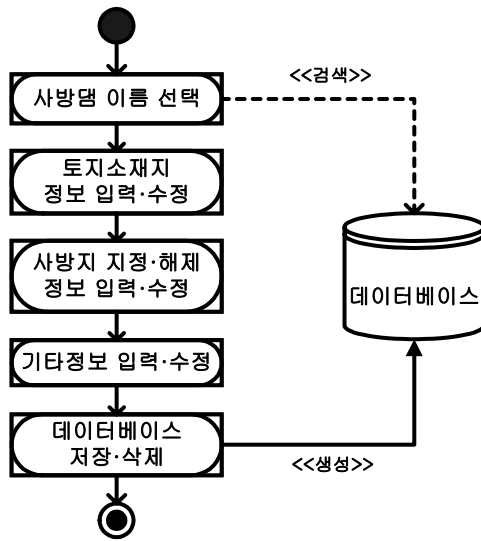 <<검색>>
사방댐 이름 선택
토지소재지
정보 입력·수정
사방지 지정·해제
정보 입력·수정
데이터베이스
기타정보 입력·수정
데이터베이스
저장·삭제
<<생성>>